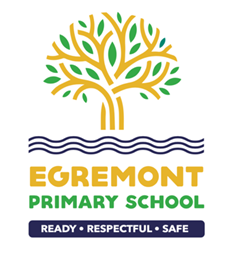 EGREMONT
PRIMARY SCHOOL
READY • RESPECTFUL • SAFE